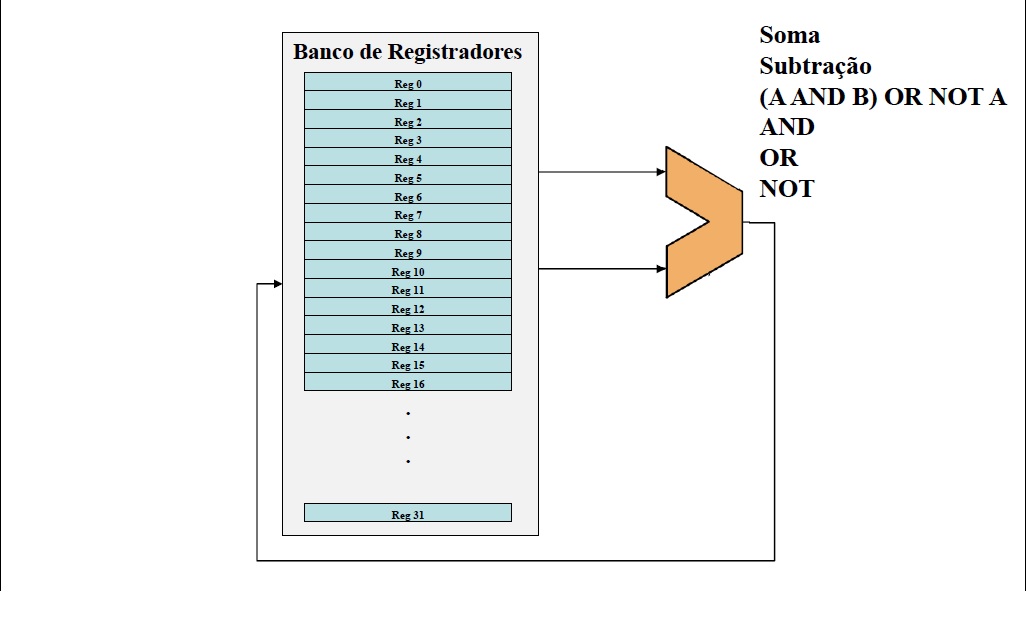 Banco de Registradores
Reg 0
Reg 1
Reg 2
Reg 3
Reg 4
Reg 5
Reg 6
Reg 7
Reg 8
Reg 9
Reg 10
Reg 11
Reg 12
Reg 13
Reg 14
Reg 15
Reg 16
.
.
.
Reg 31
Soma
Subtração
(A AND B) OR NOT A
AND
OR
NOT